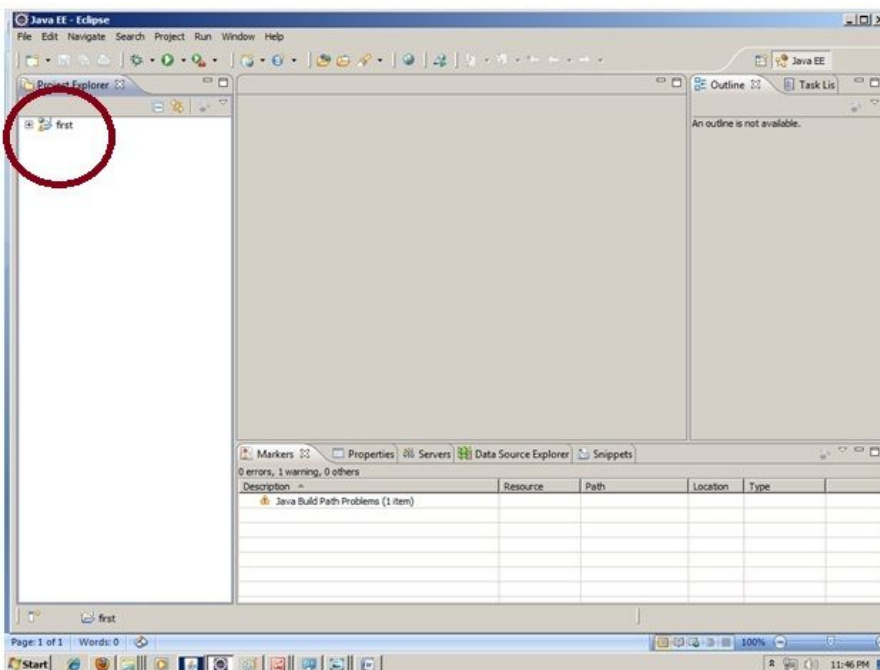 Java EE - Eclipse
File Edit Navigate Search Project Run Window Help
Java EE
Project Explorer
Outline Task Lis
first
An outline is not available.
Markers Properties Servers Data Source Explorer Snippets
0 errors, 1 warning, 0 others
Description Resource Path Location Type
Java Build Path Problems (1 item)
first
Page: 1 of 1 Words: 0 100%
Start 11:46 PM